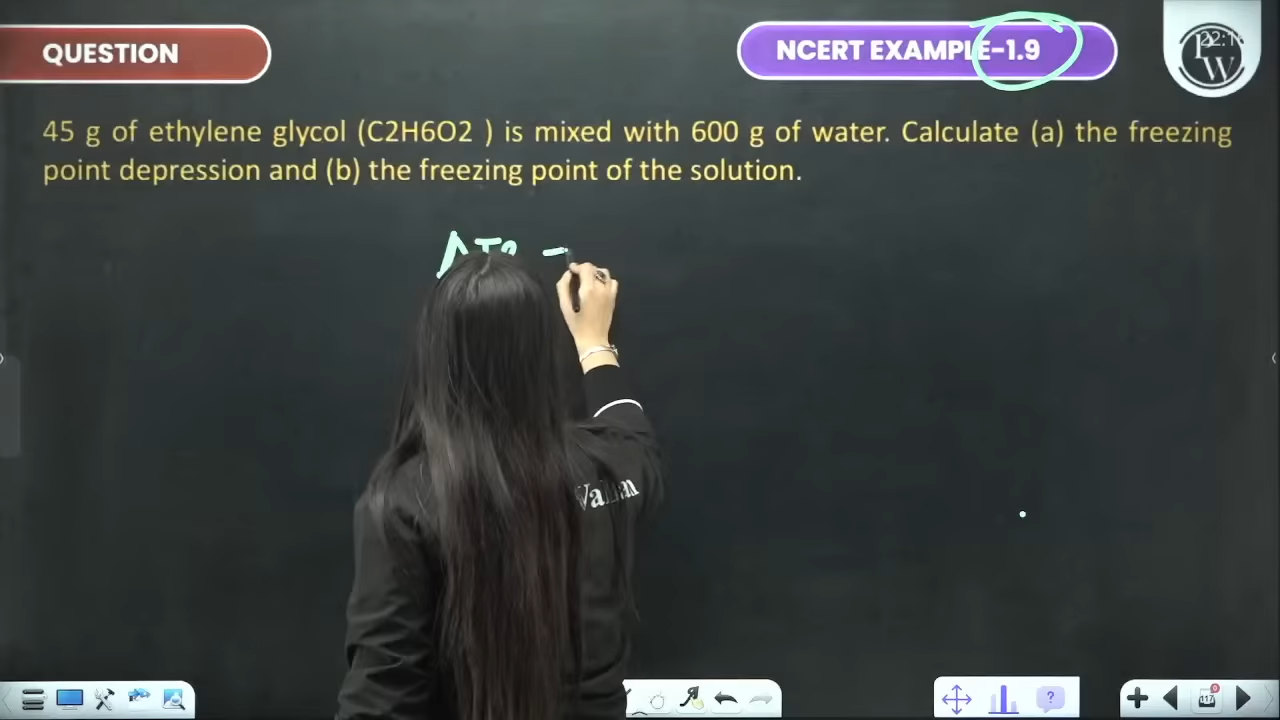 QUESTION
NCERT EXAMPLE-1.9
PW
45 g of ethylene glycol (C2H6O2 ) is mixed with 600 g of water. Calculate (a) the freezing
point depression and (b) the freezing point of the solution.